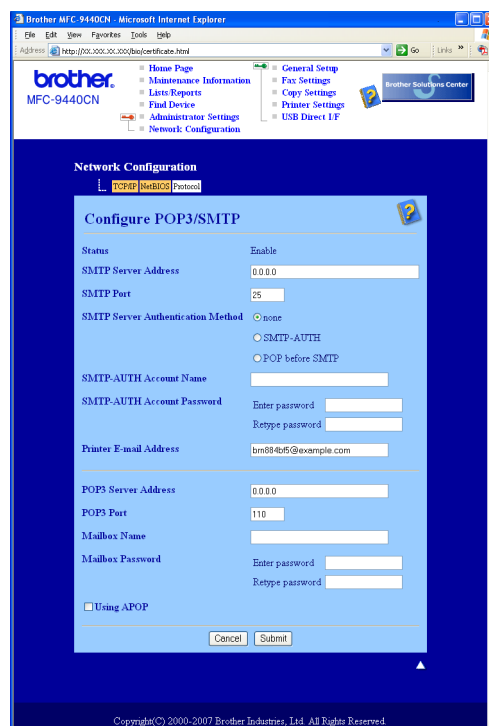 Brother MFC-9440CN - Microsoft Internet Explorer
File Edit View Favorites Tools Help
Address http://XX.XXX.XX.XXX/bio/certificate.html Go Links »
brother.
MFC-9440CN
Home Page
Maintenance Information
Lists/Reports
Find Device
Administrator Settings
Network Configuration
General Setup
Fax Settings
Copy Settings
Printer Settings
USB Direct I/F
Brother Solutions Center
Network Configuration
TCP/IP NetBIOS Protocol
Configure POP3/SMTP
Status Enable
SMTP Server Address 0.0.0.0
SMTP Port 25
SMTP Server Authentication Method none
SMTP-AUTH
POP before SMTP
SMTP-AUTH Account Name
SMTP-AUTH Account Password Enter password
Retype password
Printer E-mail Address brn884bf5@example.com
POP3 Server Address 0.0.0.0
POP3 Port 110
Mailbox Name
Mailbox Password Enter password
Retype password
Using APOP
Cancel Submit
Copyright(C) 2000-2007 Brother Industries, Ltd. All Rights Reserved.